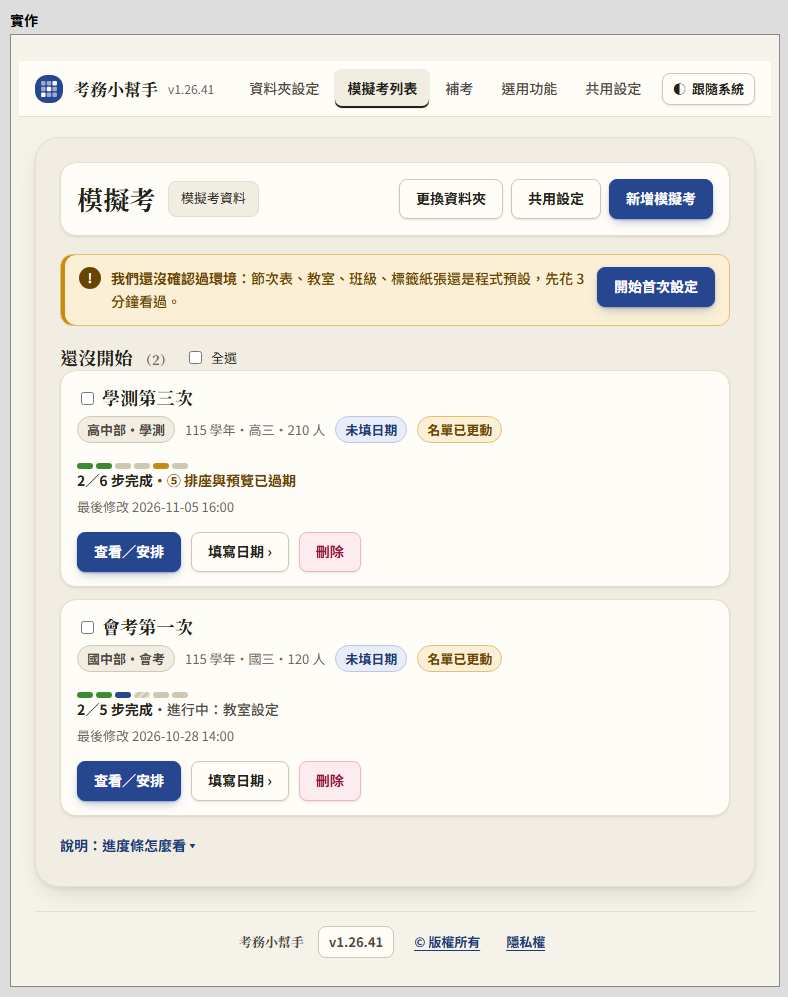 實作
考務小幫手 v1.26.41 資料夾設定 模擬考列表 補考 選用功能 共用設定 跟隨系統
模擬考 模擬考資料 更換資料夾 共用設定 新增模擬考
! 我們還沒確認過環境：節次表、教室、班級、標籤紙張還是程式預設，先花 3
分鐘看過。
開始首次設定
還沒開始 （2） 全選
學測第三次
高中部・學測 115 學年・高三・210 人 未填日期 名單已更動
2／6 步完成・⑤ 排座與預覽已過期
最後修改 2026-11-05 16:00
查看／安排 填寫日期 › 刪除
會考第一次
國中部・會考 115 學年・國三・120 人 未填日期 名單已更動
2／5 步完成・進行中：教室設定
最後修改 2026-10-28 14:00
查看／安排 填寫日期 › 刪除
說明：進度條怎麼看 ▾
考務小幫手 v1.26.41 © 版權所有 隱私權